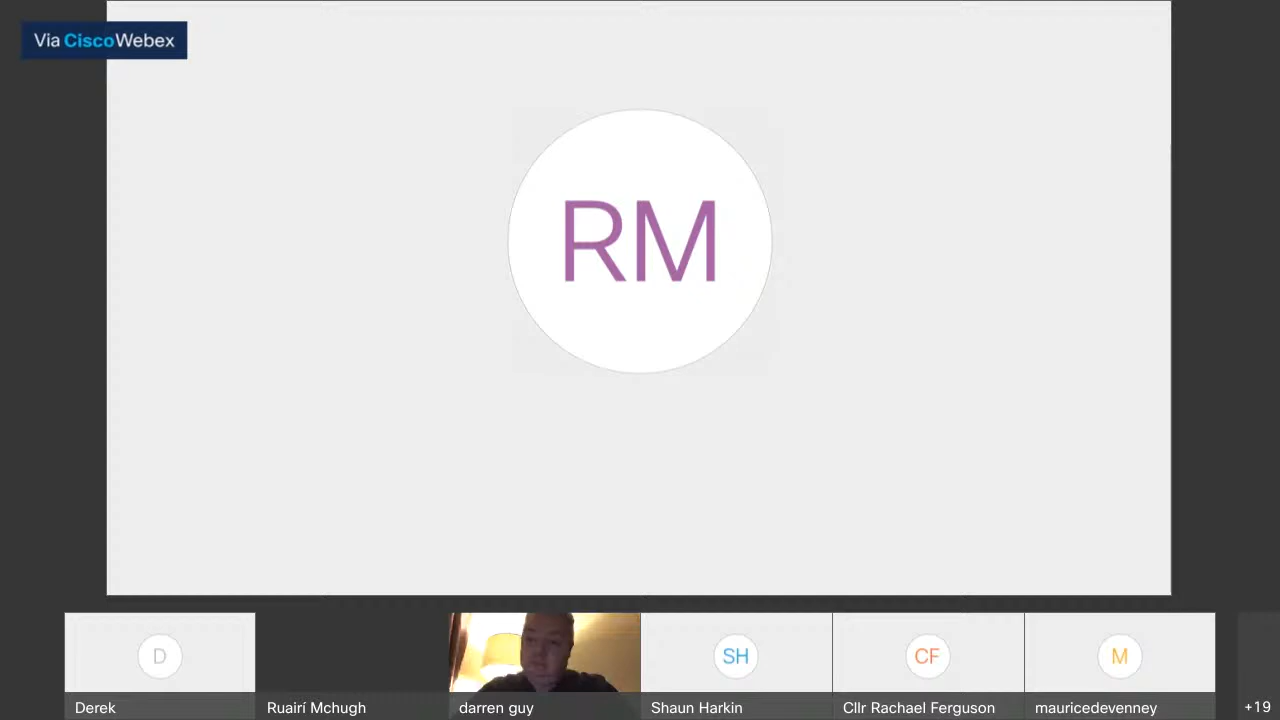 Via CiscoWebex
RM
D
SH
CF
M
Derek
Ruairí Mchugh
darren guy
Shaun Harkin
Cllr Rachael Ferguson
mauricedevenney
+19